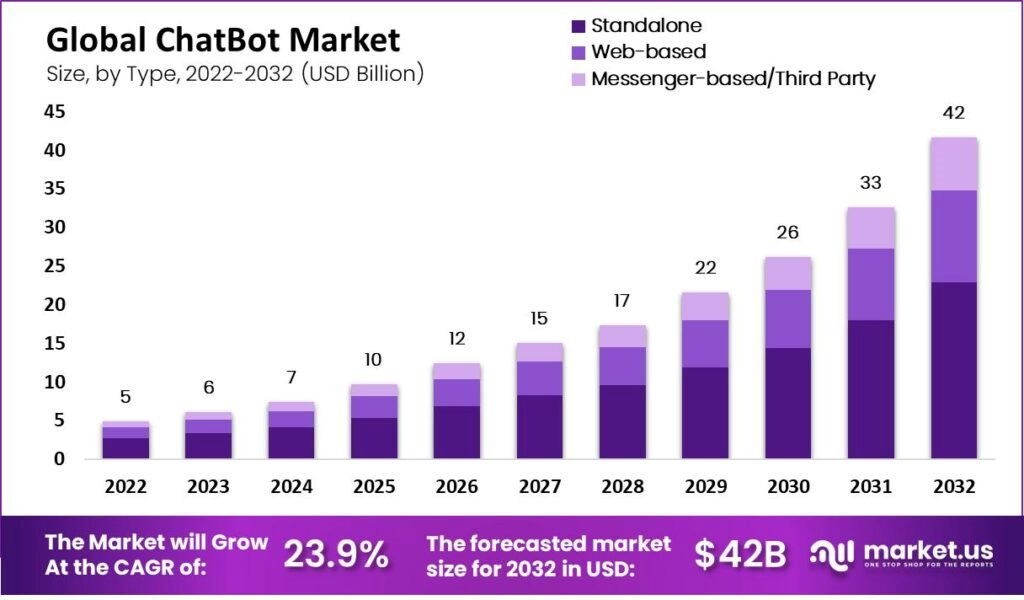 Global ChatBot Market
Size, by Type, 2022-2032 (USD Billion)
Standalone
Web-based
Messenger-based/Third Party
45
40
35
30
25
20
15
10
5
0
5
6
7
10
12
15
17
22
26
33
42
2022 2023 2024 2025 2026 2027 2028 2029 2030 2031 2032
The Market will Grow
At the CAGR of:
23.9%
The forecasted market
size for 2032 in USD:
$42B
market.us
ONE STOP SHOP FOR THE REPORTS